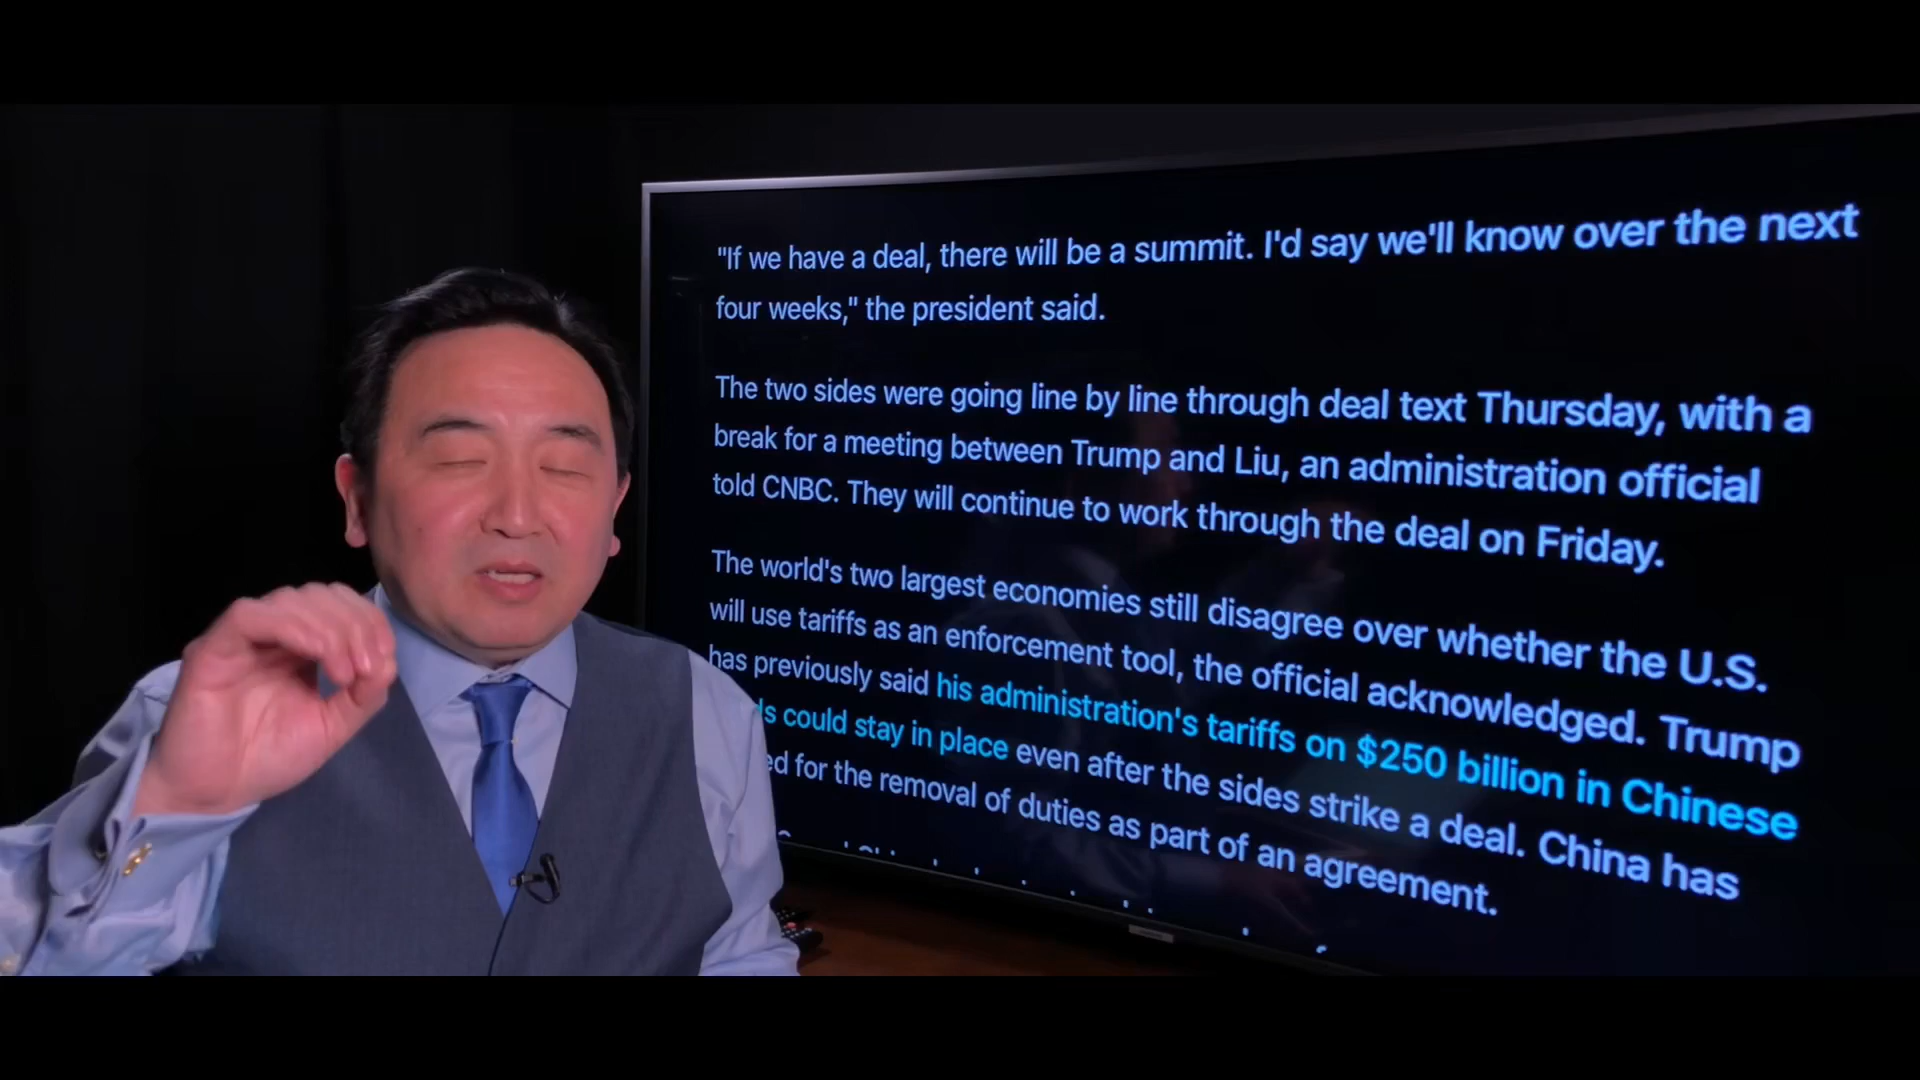 "If we have a deal, there will be a summit. I'd say we'll know over the next
four weeks," the president said.
The two sides were going line by line through deal text Thursday, with a
break for a meeting between Trump and Liu, an administration official
told CNBC. They will continue to work through the deal on Friday.
The world's two largest economies still disagree over whether the U.S.
will use tariffs as an enforcement tool, the official acknowledged. Trump
has previously said his administration's tariffs on $250 billion in Chinese
could stay in place even after the sides strike a deal. China has
for the removal of duties as part of an agreement.